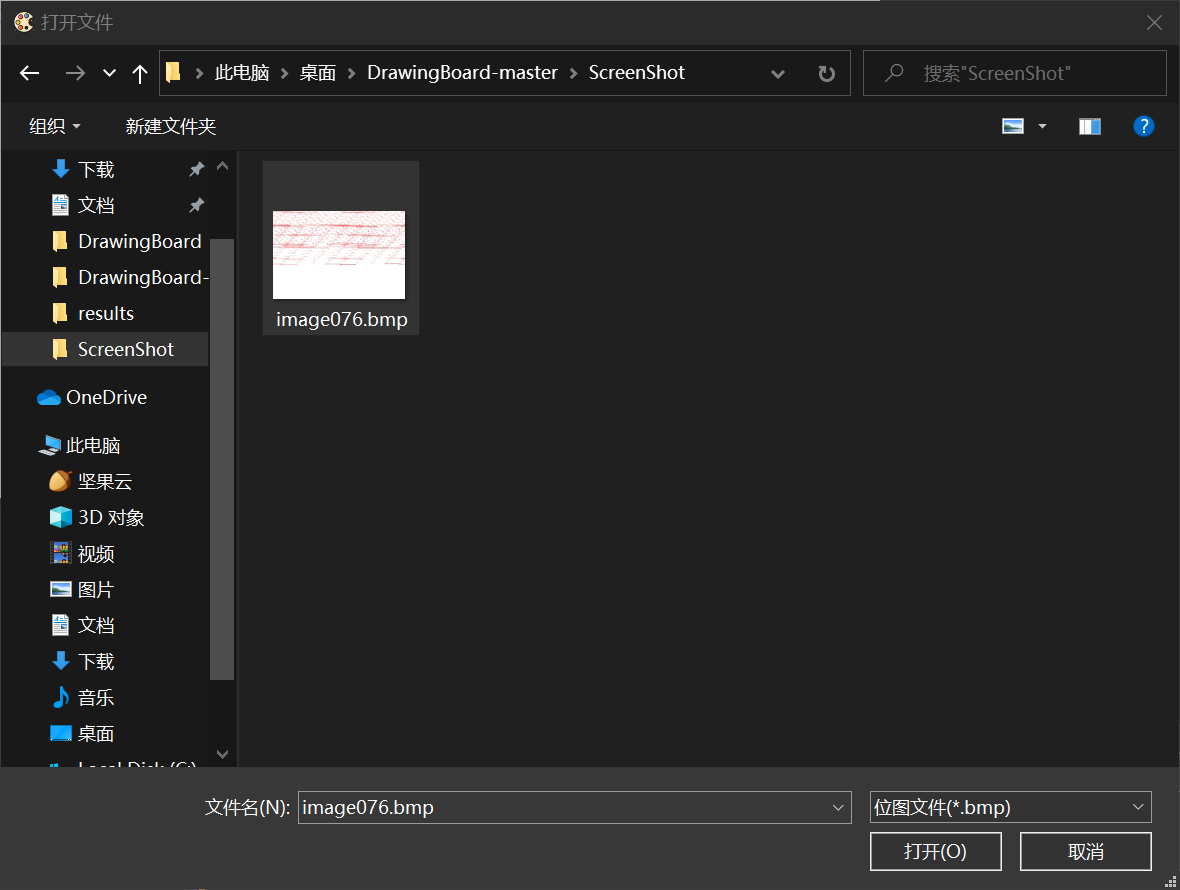 打开文件
此电脑 桌面 DrawingBoard-master ScreenShot
搜索"ScreenShot"
组织
新建文件夹
?
下载
文档
DrawingBoard
DrawingBoard-
results
ScreenShot
OneDrive
此电脑
坚果云
3D 对象
视频
图片
文档
下载
音乐
桌面
Local Disk (C:)
image076.bmp
文件名(N): image076.bmp
位图文件(*.bmp)
打开(O)
取消